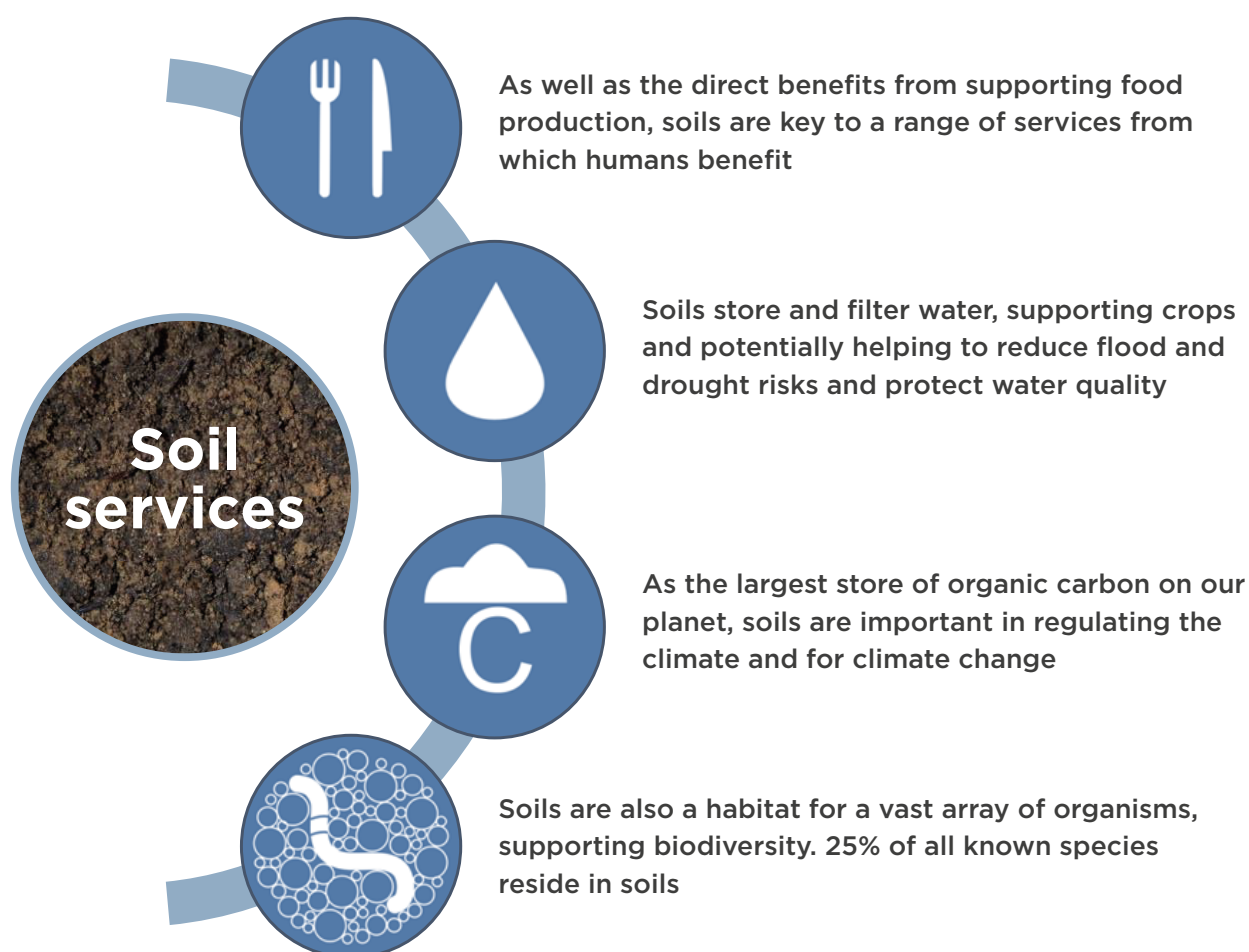 As well as the direct benefits from supporting food
production, soils are key to a range of services from
which humans benefit
Soils store and filter water, supporting crops
and potentially helping to reduce flood and
drought risks and protect water quality
Soil
services
C
As the largest store of organic carbon on our
planet, soils are important in regulating the
climate and for climate change
Soils are also a habitat for a vast array of organisms,
supporting biodiversity. 25% of all known species
reside in soils